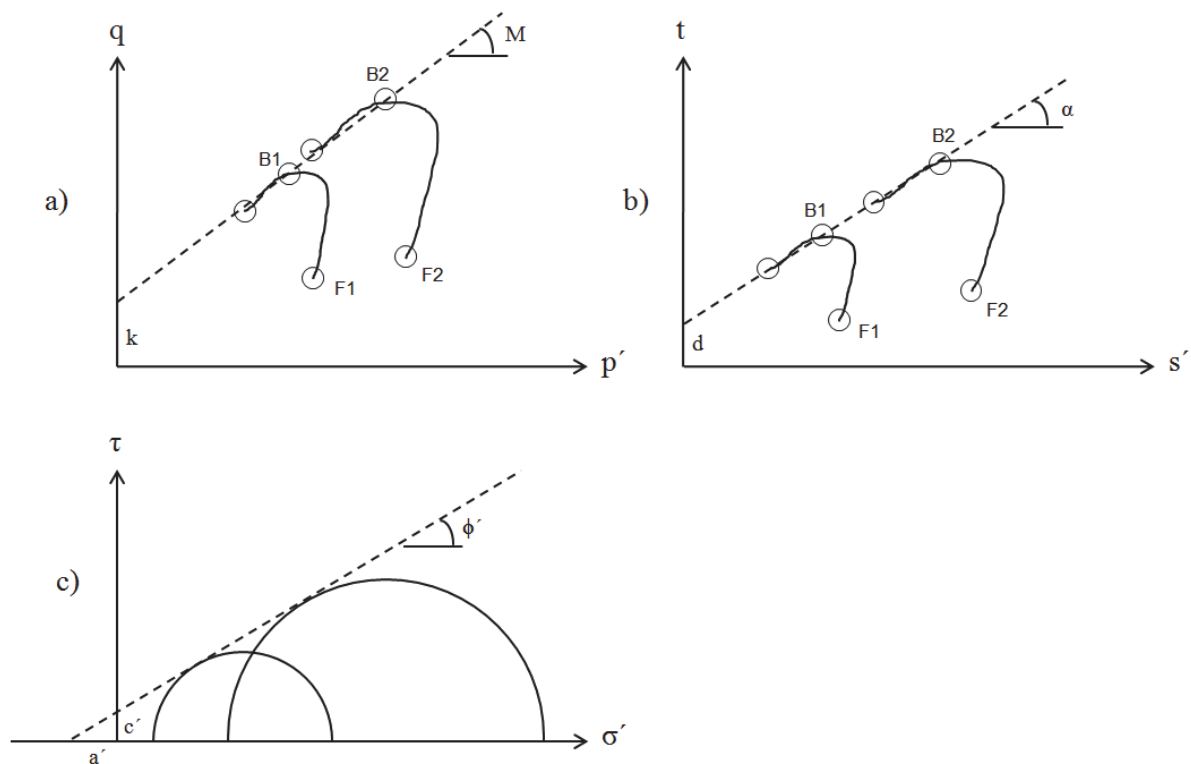 q
M
B2
B1
a)
F2
F1
k
p´
t
α
B2
B1
b)
F2
F1
d
s´
τ
ϕ´
c)
c´
a´
σ´